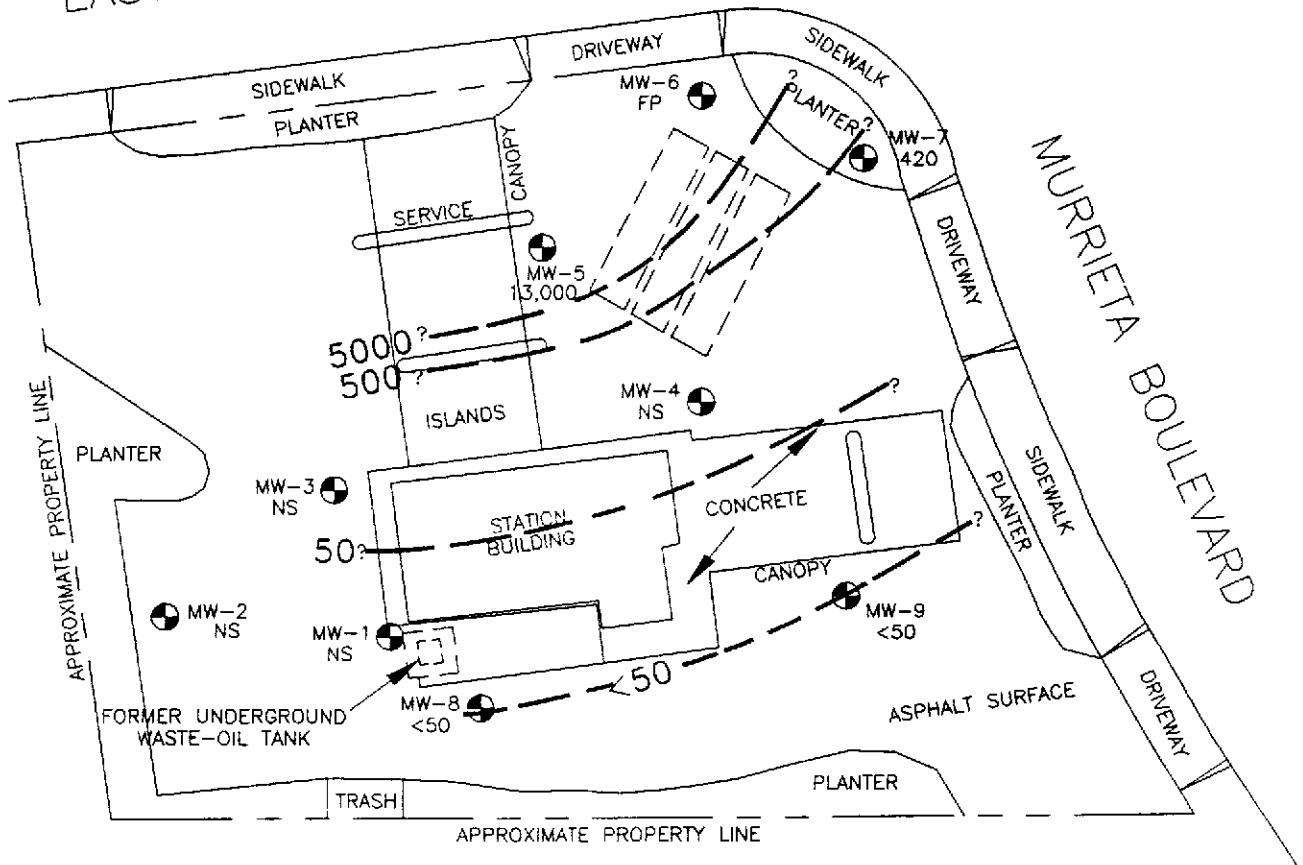 SIDEWALK
DRIVEWAY
SIDEWALK
PLANTER
CANOPY
MW-6
FP
?
PLANTER
?
MW-7
420
MURRIETA BOULEVARD
SERVICE
MW-5
13,000
DRIVEWAY
5000 ?
500 ?
ISLANDS
MW-4
NS
?
APPROXIMATE PROPERTY LINE
PLANTER
MW-3
NS
STATION
BUILDING
CONCRETE
SIDEWALK
PLANTER
50?
?
CANOPY
MW-2
NS
MW-1
NS
MW-9
<50
<50
FORMER UNDERGROUND
WASTE-OIL TANK
MW-8
<50
ASPHALT SURFACE
DRIVEWAY
TRASH
PLANTER
APPROXIMATE PROPERTY LINE